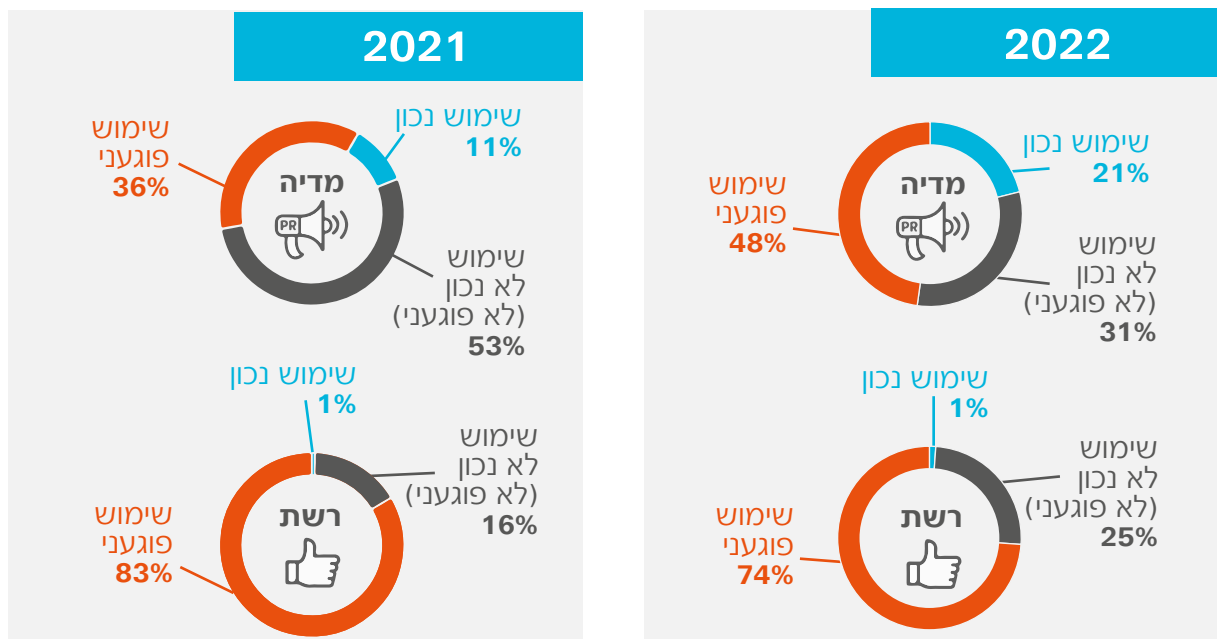 2022
שימוש נכון
21%
שימוש
פוגעני
48%
מדיה
PR
שימוש
לא נכון
(לא פוגעני)
31%
שימוש נכון
1%
שימוש
לא נכון
(לא פוגעני)
25%
רשת
שימוש
פוגעני
74%
2021
שימוש נכון
11%
שימוש
פוגעני
36%
מדיה
PR
שימוש
לא נכון
(לא פוגעני)
53%
שימוש נכון
1%
שימוש
לא נכון
(לא פוגעני)
16%
רשת
שימוש
פוגעני
83%